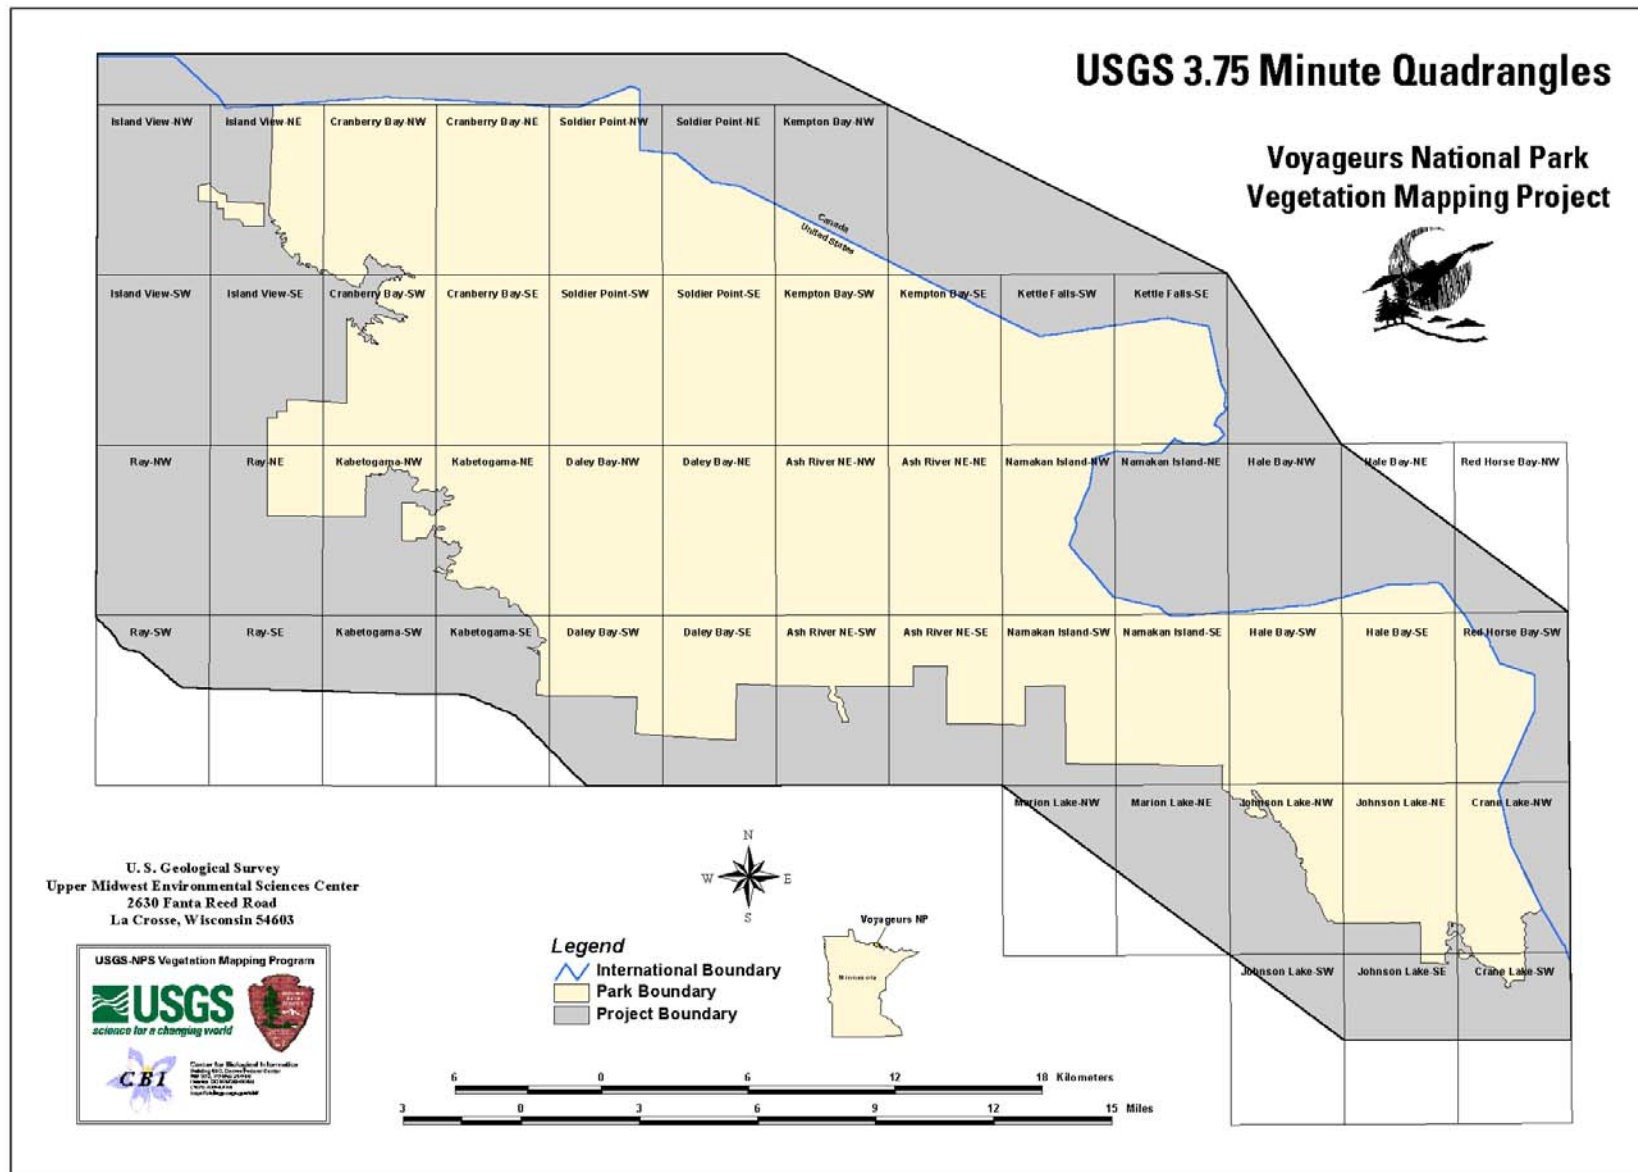 USGS 3.75 Minute Quadrangles
Voyageurs National Park
Vegetation Mapping Project
Island View-NW
Island View-NE
Cranberry Bay-NW
Cranberry Bay-NE
Soldier Point-NW
Soldier Point-NE
Kempton Bay-NW
Canada
United States
Island View-SW
Island View-SE
Cranberry Bay-SW
Cranberry Bay-SE
Soldier Point-SW
Soldier Point-SE
Kempton Bay-SW
Kempton Bay-SE
Kettle Falls-SW
Kettle Falls-SE
Ray-NW
Ray-NE
Kabetogama-NW
Kabetogama-NE
Daley Bay-NW
Daley Bay-NE
Ash River NE-NW
Ash River NE-NE
Namakan Island-NW
Namakan Island-NE
Hale Bay-NW
Hale Bay-NE
Red Horse Bay-NW
Ray-SW
Ray-SE
Kabetogama-SW
Kabetogama-SE
Daley Bay-SW
Daley Bay-SE
Ash River NE-SW
Ash River NE-SE
Namakan Island-SW
Namakan Island-SE
Hale Bay-SW
Hale Bay-SE
Red Horse Bay-SW
Marion Lake-NW
Marion Lake-NE
Johnson Lake-NW
Johnson Lake-NE
Crane Lake-NW
Johnson Lake-SW
Johnson Lake-SE
Crane Lake-SW
U. S. Geological Survey
Upper Midwest Environmental Sciences Center
2630 Fanta Reed Road
La Crosse, Wisconsin 54603
USGS-NPS Vegetation Mapping Program
USGS
science for a changing world
CBI
Center for Biological Information
N
W E
S
Voyageurs NP
Minnesota
Legend
International Boundary
Park Boundary
Project Boundary
6 0 6 12 18 Kilometers
3 0 3 6 9 12 15 Miles